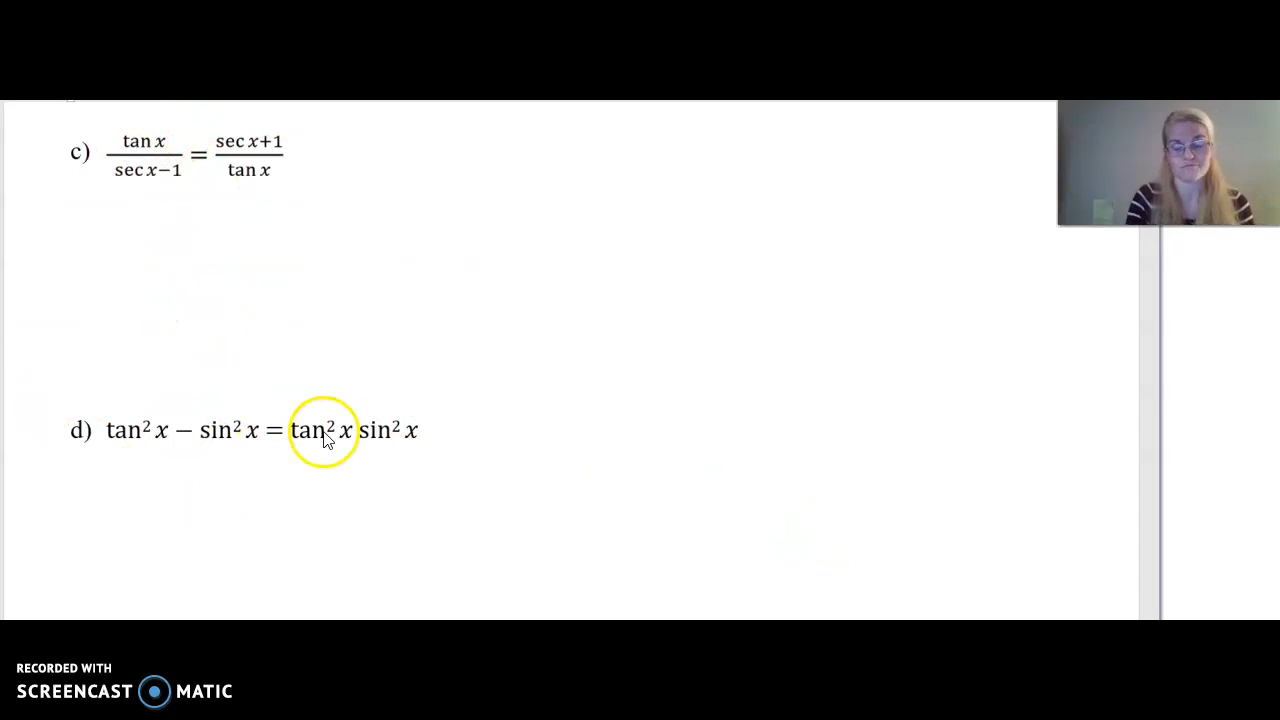 c) tan x / sec x−1 = sec x+1 / tan x
d) tan² x − sin² x = tan² x sin² x
RECORDED WITH
SCREENCAST MATIC